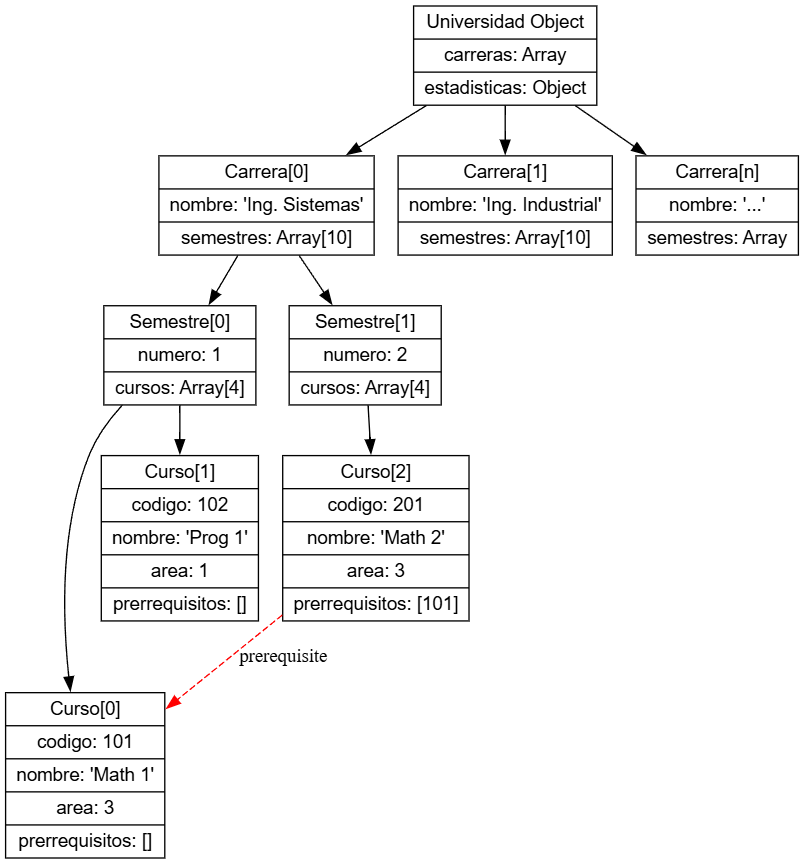 Universidad Object
carreras: Array
estadisticas: Object
Carrera[0]
nombre: 'Ing. Sistemas'
semestres: Array[10]
Carrera[1]
nombre: 'Ing. Industrial'
semestres: Array[10]
Carrera[n]
nombre: '...'
semestres: Array
Semestre[0]
numero: 1
cursos: Array[4]
Semestre[1]
numero: 2
cursos: Array[4]
Curso[1]
codigo: 102
nombre: 'Prog 1'
area: 1
prerrequisitos: []
Curso[2]
codigo: 201
nombre: 'Math 2'
area: 3
prerrequisitos: [101]
prerequisite
Curso[0]
codigo: 101
nombre: 'Math 1'
area: 3
prerrequisitos: []